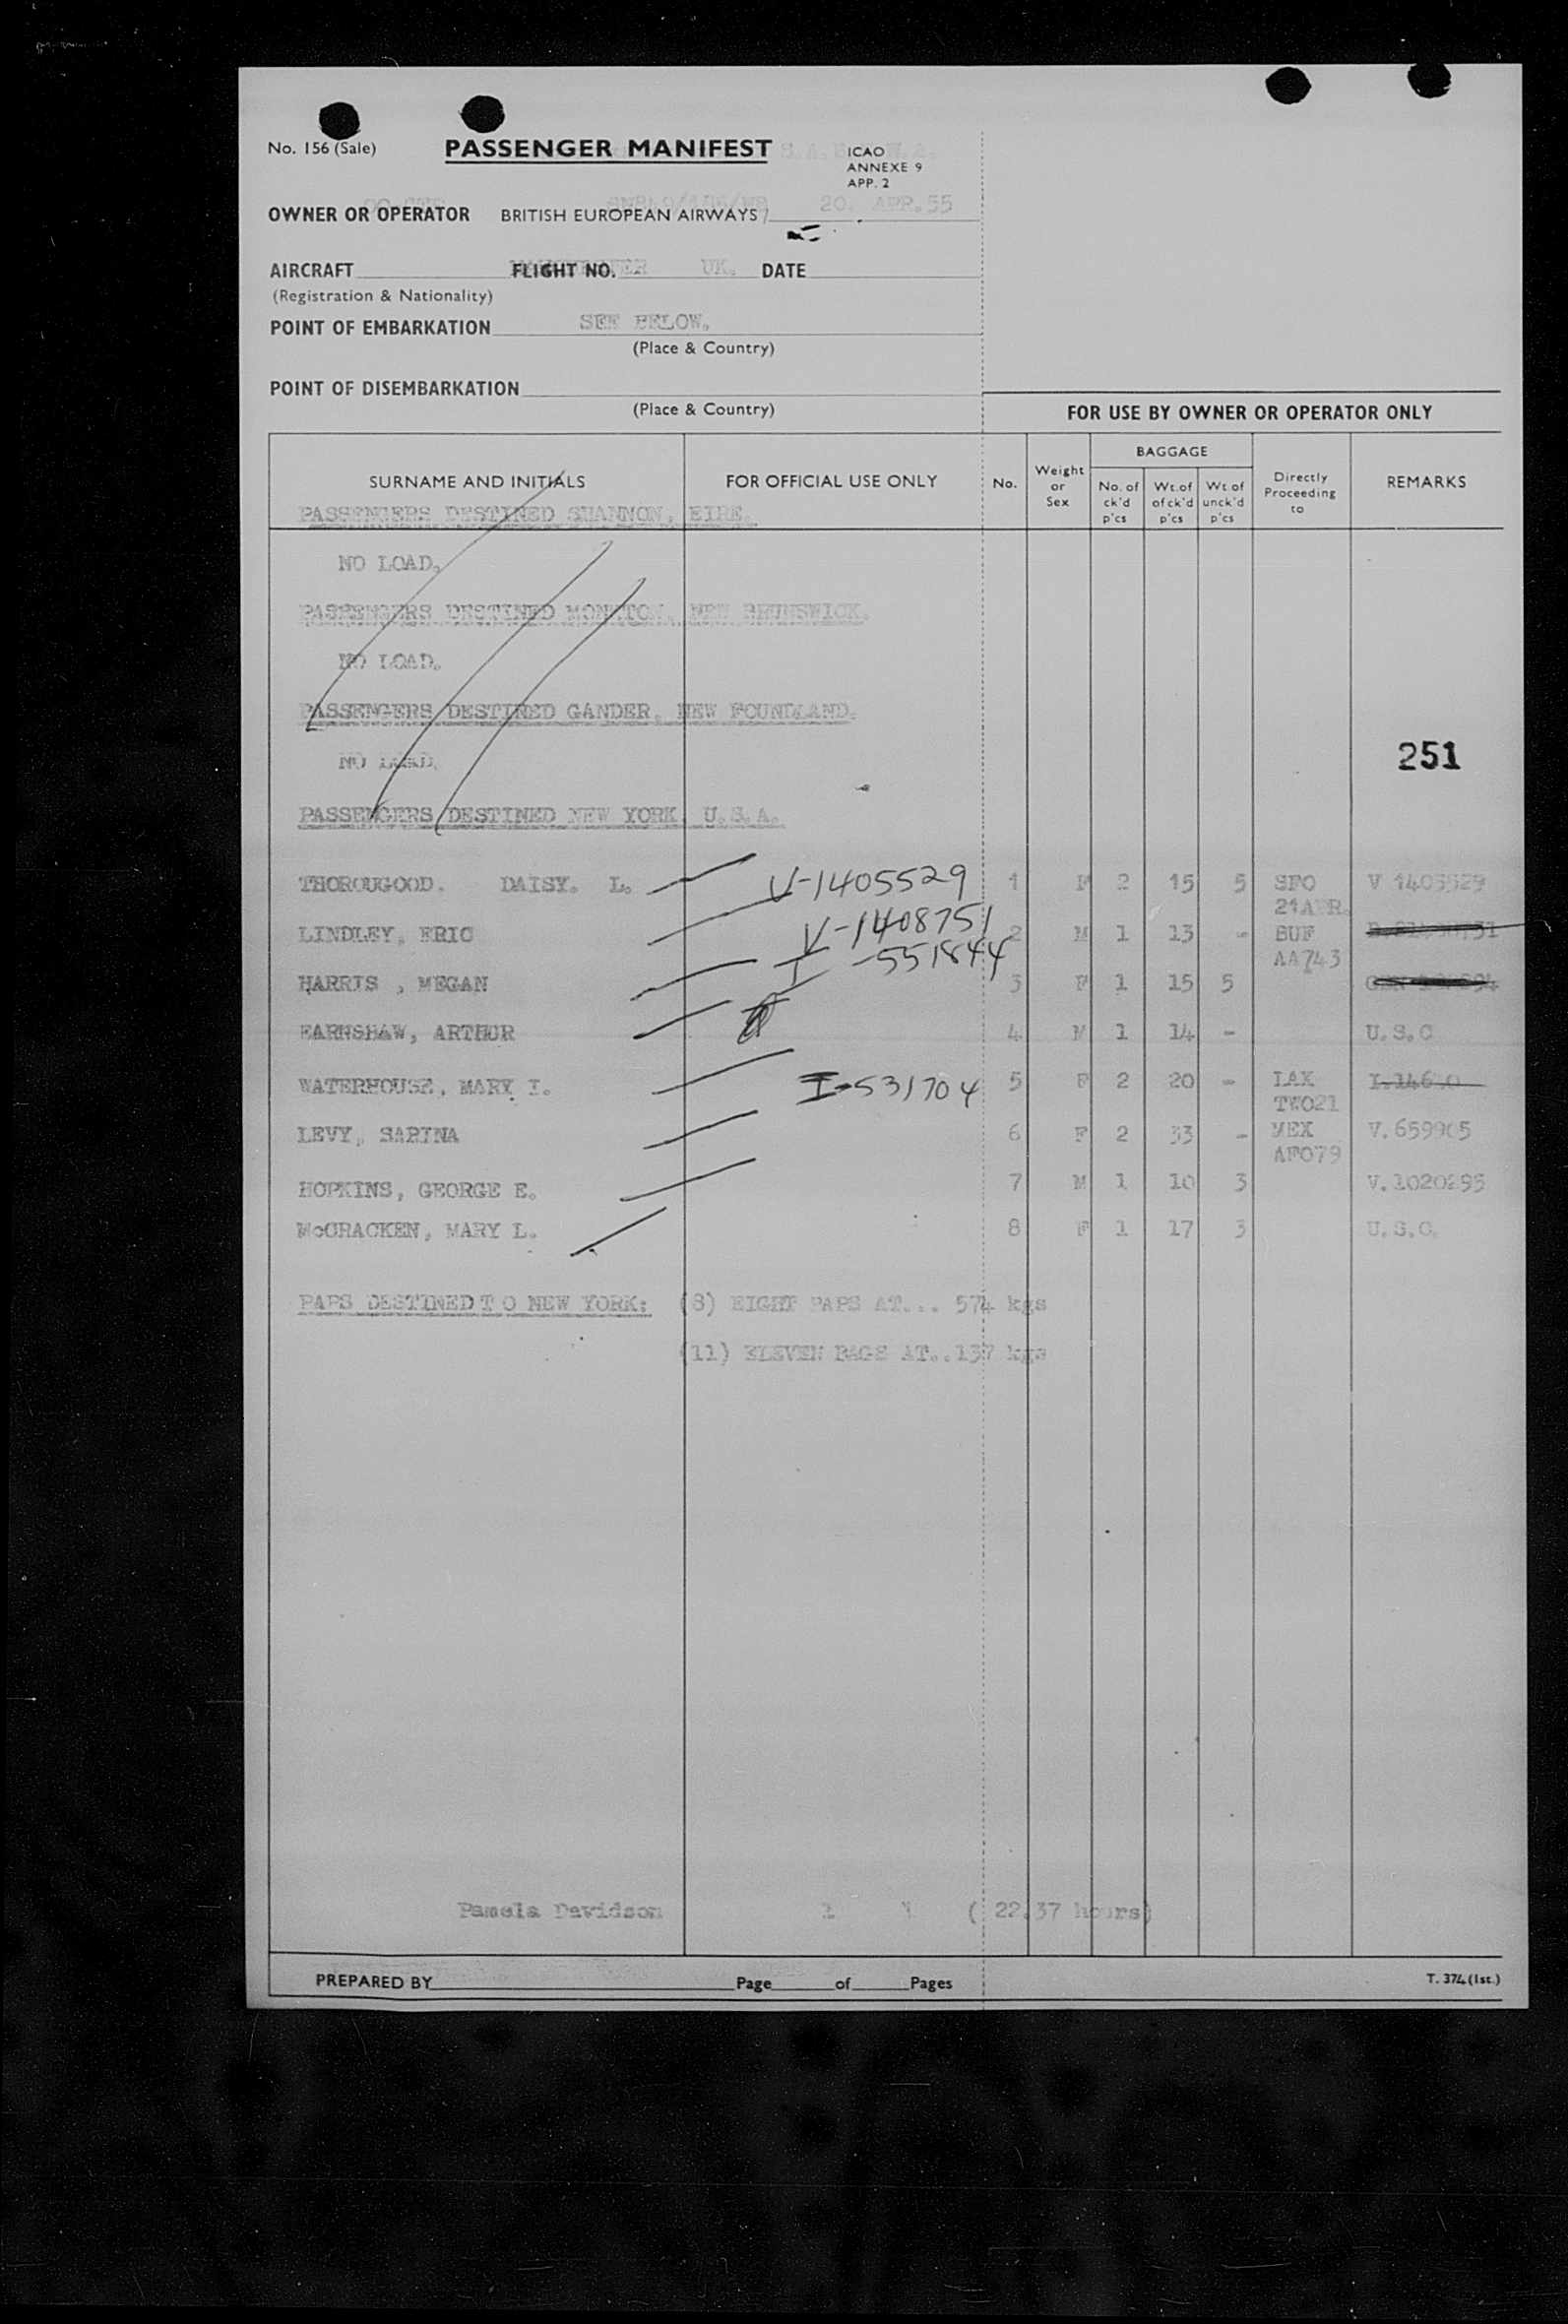 No. 156 (Sale) PASSENGER MANIFEST ICAO
ANNEXE 9
APP. 2
20. APR. 55
OWNER OR OPERATOR BRITISH EUROPEAN AIRWAYS /
AIRCRAFT FLIGHT NO. UK. DATE
(Registration & Nationality)
POINT OF EMBARKATION SEE BELOW.
(Place & Country)
POINT OF DISEMBARKATION
(Place & Country)
FOR USE BY OWNER OR OPERATOR ONLY
BAGGAGE
SURNAME AND INITIALS FOR OFFICIAL USE ONLY No. Weight or Sex No. of ck'd p'cs Wt. of of ck'd p'cs Wt. of unck'd p'cs Directly Proceeding to REMARKS
PASSENGERS DESTINED SHANNON, EIRE.
NO LOAD.
PASSENGERS DESTINED MONCTON, NEW BRUNSWICK.
NO LOAD.
PASSENGERS DESTINED GANDER, NEW FOUNDLAND.
NO LOAD.
251
PASSENGERS DESTINED NEW YORK U.S.A.
THOROUGOOD. DAISY. L. V-1405529 1 F 2 15 5 SFO V 1405529
21APR.
LINDLEY, ERIC V-1408751 2 M 1 13 - BUF
AA743
HARRIS , MEGAN I -551844 3 F 1 15 5
EARNSHAW, ARTHUR 4 M 1 14 - U.S.C
WATERHOUSE, MARY I. I-531704 5 F 2 20 - LAX
TWO21
LEVY, SARINA 6 F 2 33 - MEX V.659905
AFO79
HOPKINS, GEORGE E. 7 M 1 10 3 V.1020295
McCRACKEN, MARY L. 8 F 1 17 3 U.S.C.
PAPS DESTINED T O NEW YORK: (8) EIGHT PAPS AT... 574 kgs
(11) ELEVEN BAGS AT..137 kgs
Pamela Davidson 1 1 ( 22.37 hours)
PREPARED BY Page of Pages T. 374 (1st.)